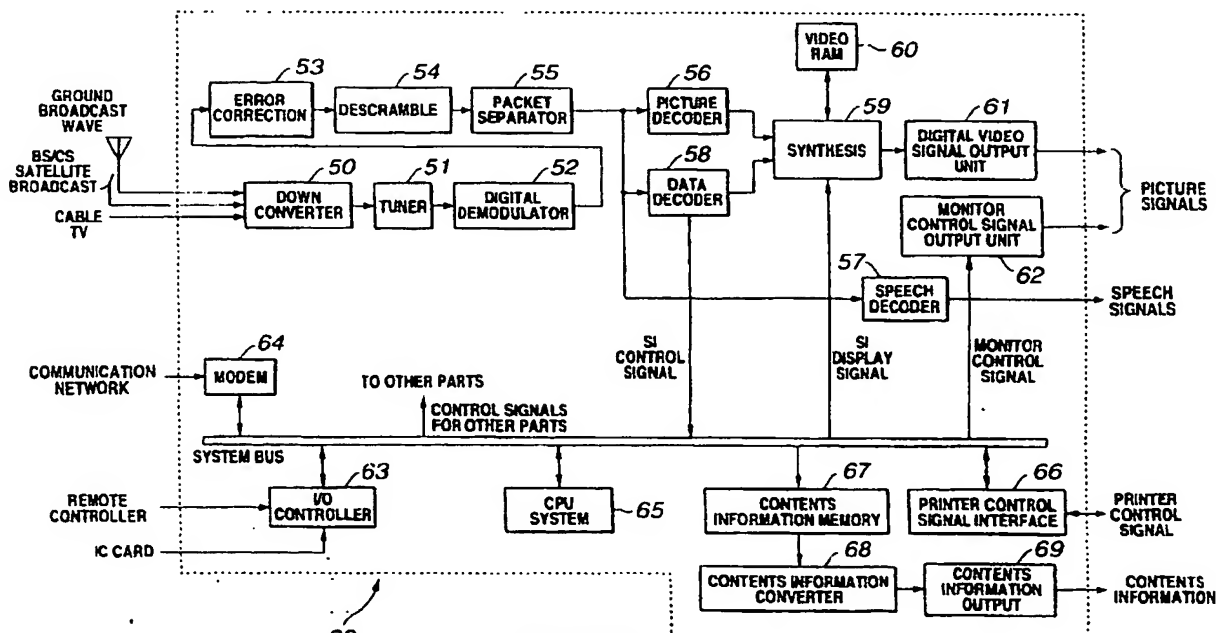 VIDEO
RAM
60
53
ERROR
CORRECTION
54
DESCRAMBLE
55
PACKET
SEPARATOR
56
PICTURE
DECODER
59
SYNTHESIS
61
DIGITAL VIDEO
SIGNAL OUTPUT
UNIT
GROUND
BROADCAST
WAVE
BS/CS
SATELLITE
BROADCAST
CABLE
TV
50
DOWN
CONVERTER
51
TUNER
52
DIGITAL
DEMODULATOR
58
DATA
DECODER
MONITOR
CONTROL SIGNAL
OUTPUT UNIT
62
PICTURE
SIGNALS
57
SPEECH
DECODER
SPEECH
SIGNALS
64
MODEM
COMMUNICATION
NETWORK
TO OTHER PARTS
CONTROL SIGNALS
FOR OTHER PARTS
SI
CONTROL
SIGNAL
SI
DISPLAY
SIGNAL
MONITOR
CONTROL
SIGNAL
SYSTEM BUS
63
I/O
CONTROLLER
REMOTE
CONTROLLER
IC CARD
CPU
SYSTEM
65
67
CONTENTS
INFORMATION MEMORY
66
PRINTER CONTROL
SIGNAL INTERFACE
PRINTER
CONTROL
SIGNAL
68
CONTENTS INFORMATION
CONVERTER
69
CONTENTS
INFORMATION
OUTPUT
CONTENTS
INFORMATION